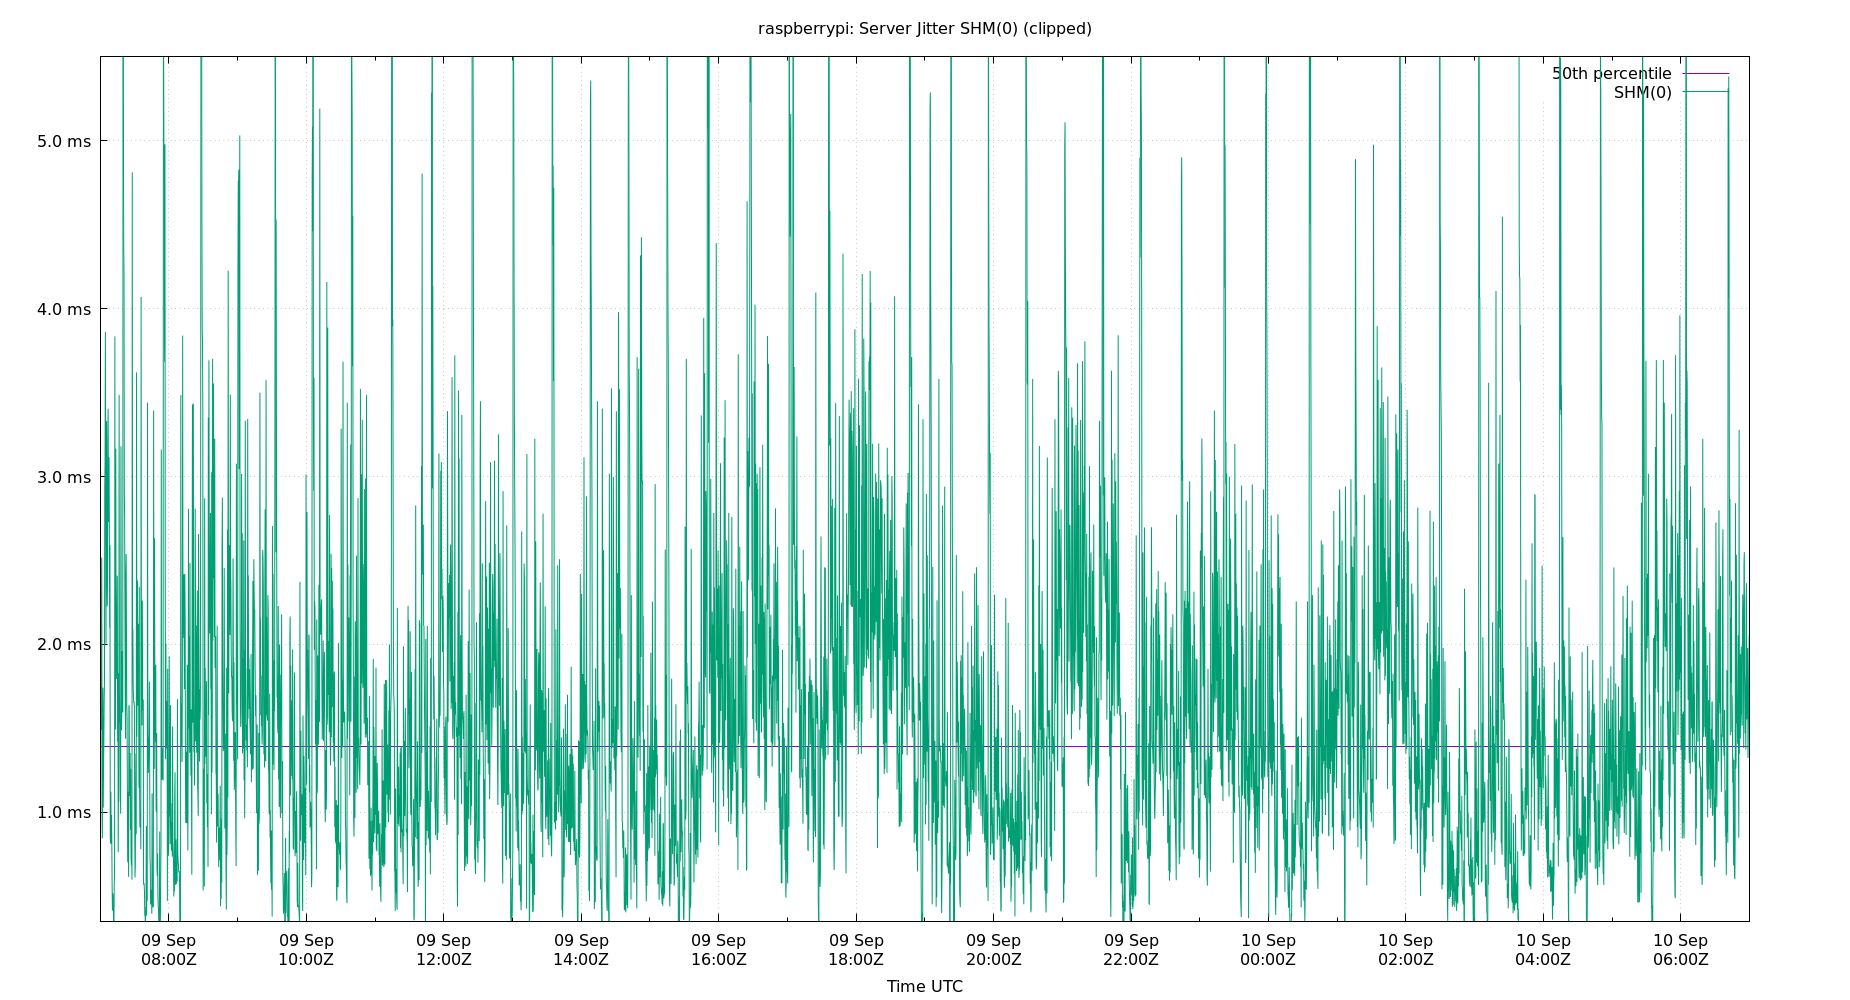 raspberrypi: Server Jitter SHM(0) (clipped)
50th percentile
SHM(0)
5.0 ms
4.0 ms
3.0 ms
2.0 ms
1.0 ms
09 Sep 09 Sep 09 Sep 09 Sep 09 Sep 09 Sep 09 Sep 09 Sep 10 Sep 10 Sep 10 Sep 10 Sep
08:00Z 10:00Z 12:00Z 14:00Z 16:00Z 18:00Z 20:00Z 22:00Z 00:00Z 02:00Z 04:00Z 06:00Z
Time UTC